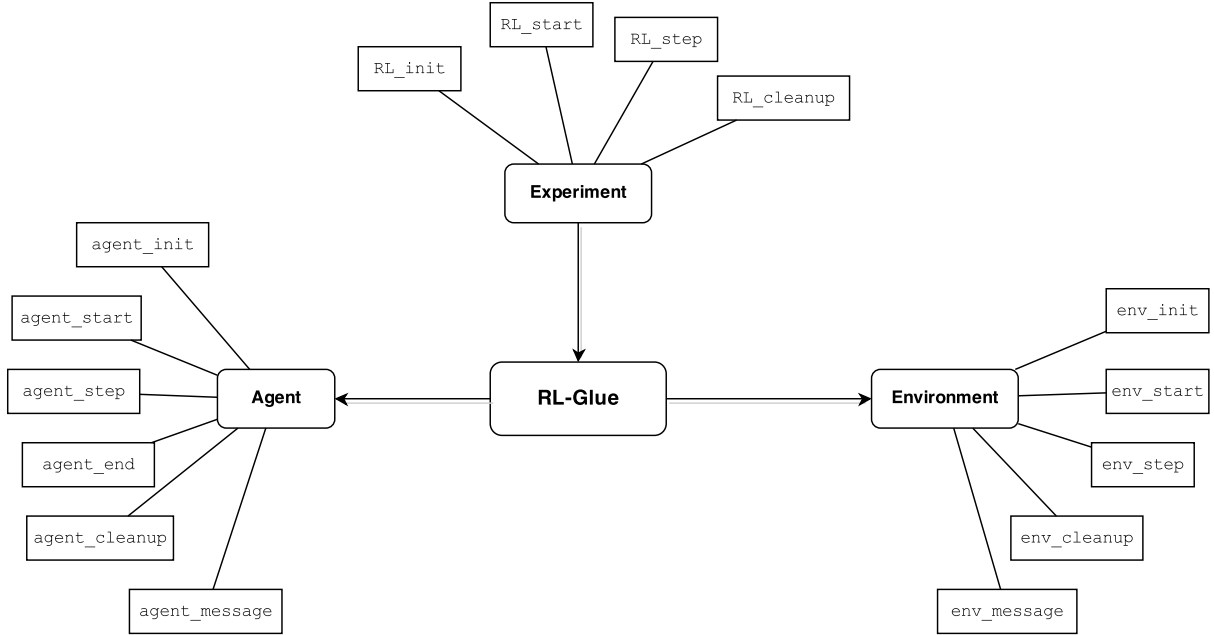 RL_start
RL_step
RL_init
RL_cleanup
Experiment
agent_init
agent_start
agent_step
agent_end
agent_cleanup
agent_message
Agent
RL-Glue
Environment
env_init
env_start
env_step
env_cleanup
env_message